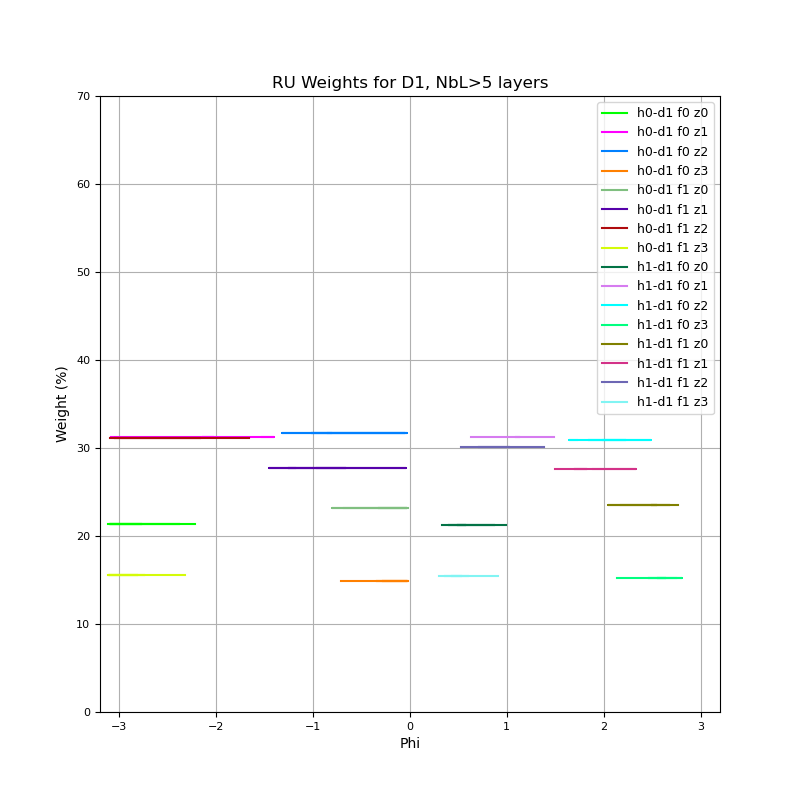 RU Weights for D1, NbL>5 layers
70
60
50
40
30
20
10
0
Weight (%)
h0-d1 f0 z0
h0-d1 f0 z1
h0-d1 f0 z2
h0-d1 f0 z3
h0-d1 f1 z0
h0-d1 f1 z1
h0-d1 f1 z2
h0-d1 f1 z3
h1-d1 f0 z0
h1-d1 f0 z1
h1-d1 f0 z2
h1-d1 f0 z3
h1-d1 f1 z0
h1-d1 f1 z1
h1-d1 f1 z2
h1-d1 f1 z3
−3 −2 −1 0 1 2 3
Phi